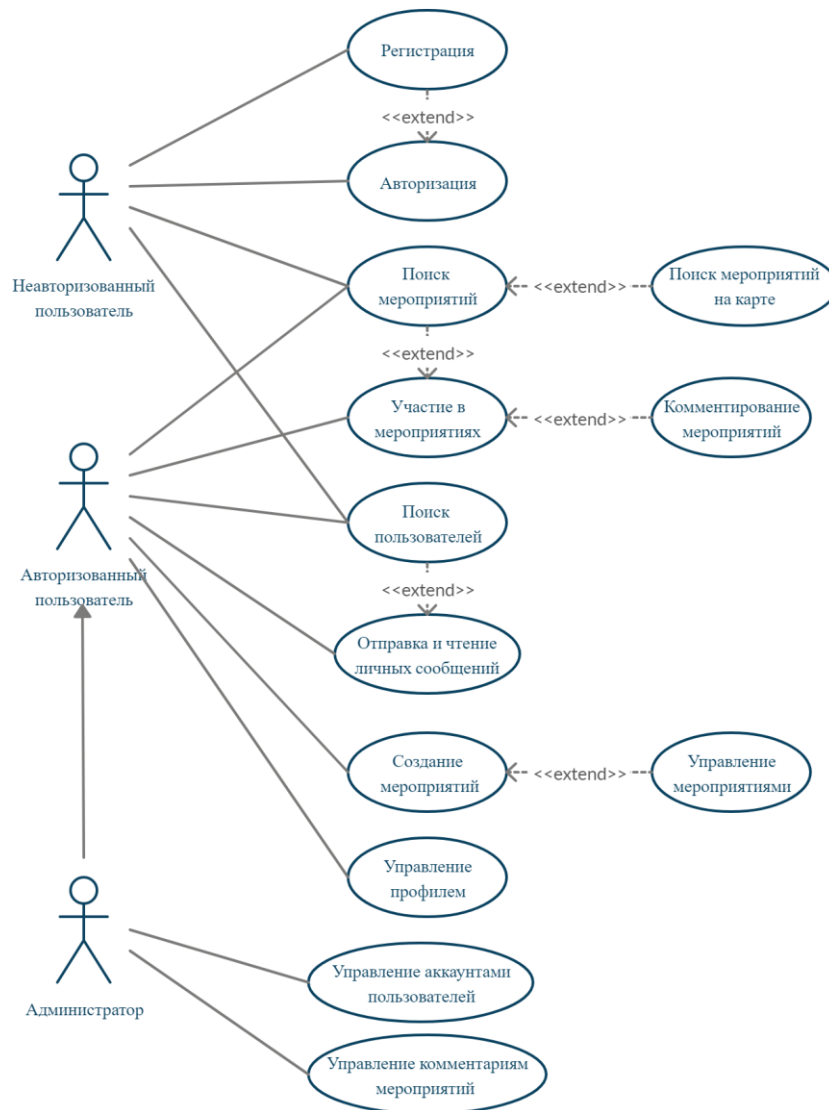 Регистрация
<<extend>>
Авторизация
Неавторизованный
пользователь
Поиск
мероприятий
<<extend>>
Поиск мероприятий
на карте
<<extend>>
Участие в
мероприятиях
<<extend>>
Комментирование
мероприятий
Поиск
пользователей
Авторизованный
пользователь
<<extend>>
Отправка и чтение
личных сообщений
Создание
мероприятий
<<extend>>
Управление
мероприятиями
Управление
профилем
Администратор
Управление аккаунтами
пользователей
Управление комментариям
мероприятий